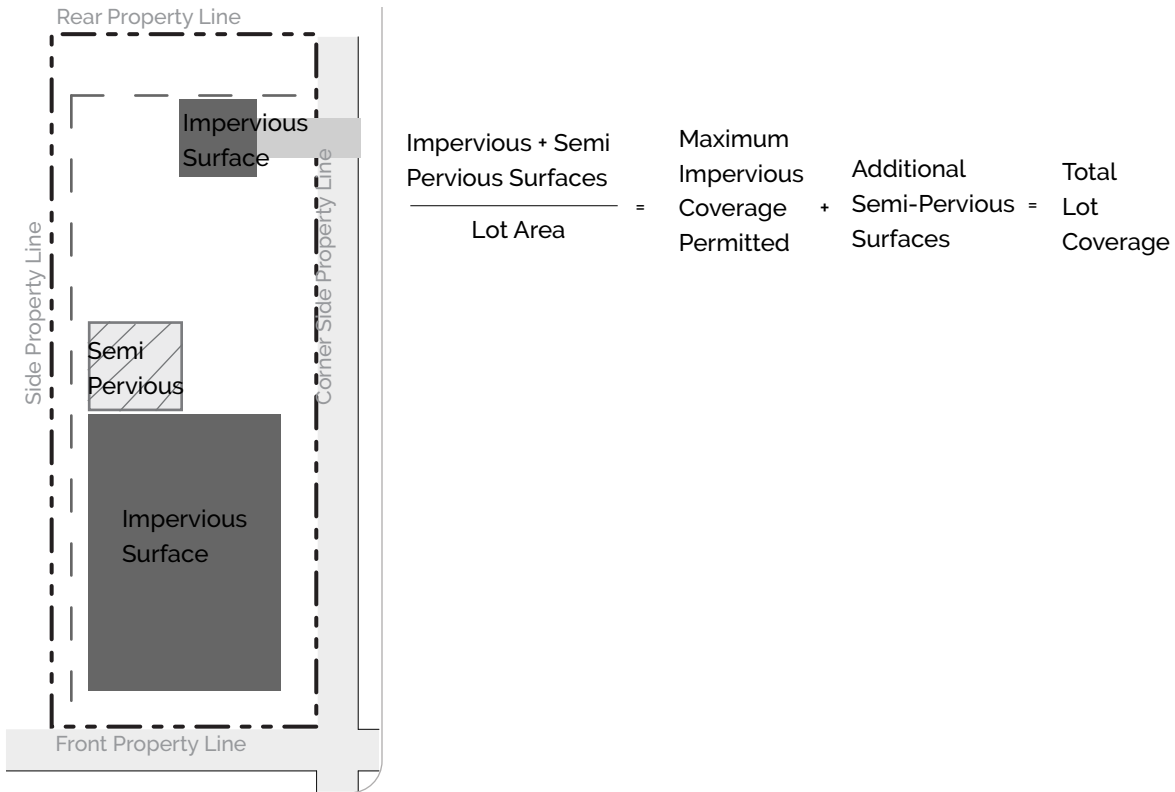 Rear Property Line
Impervious
Surface
Side Property Line
Corner Side Property Line
Semi
Pervious
Impervious
Surface
Front Property Line
Impervious + Semi
Pervious Surfaces
Lot Area
=
Maximum
Impervious
Coverage
Permitted
+
Additional
Semi-Pervious
Surfaces
=
Total
Lot
Coverage